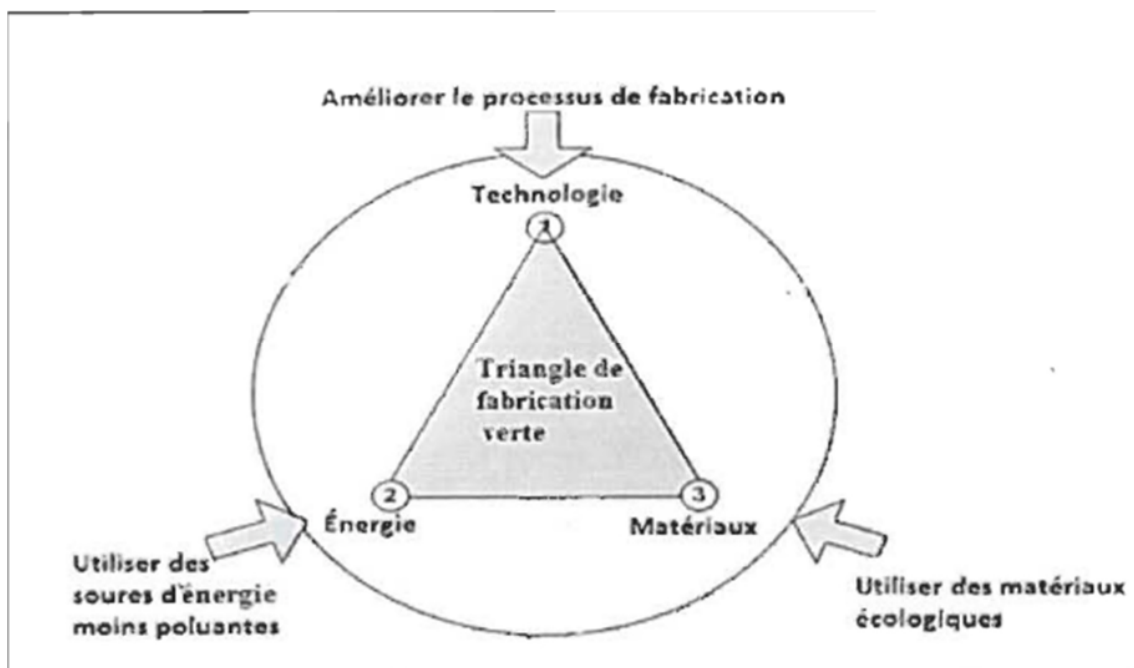 Améliorer le processus de fabrication
Technologie
1
Triangle de
fabrication
verte
2
3
Énergie
Matériaux
Utiliser des
soures d'énergie
moins poluantes
Utiliser des matériaux
écologiques